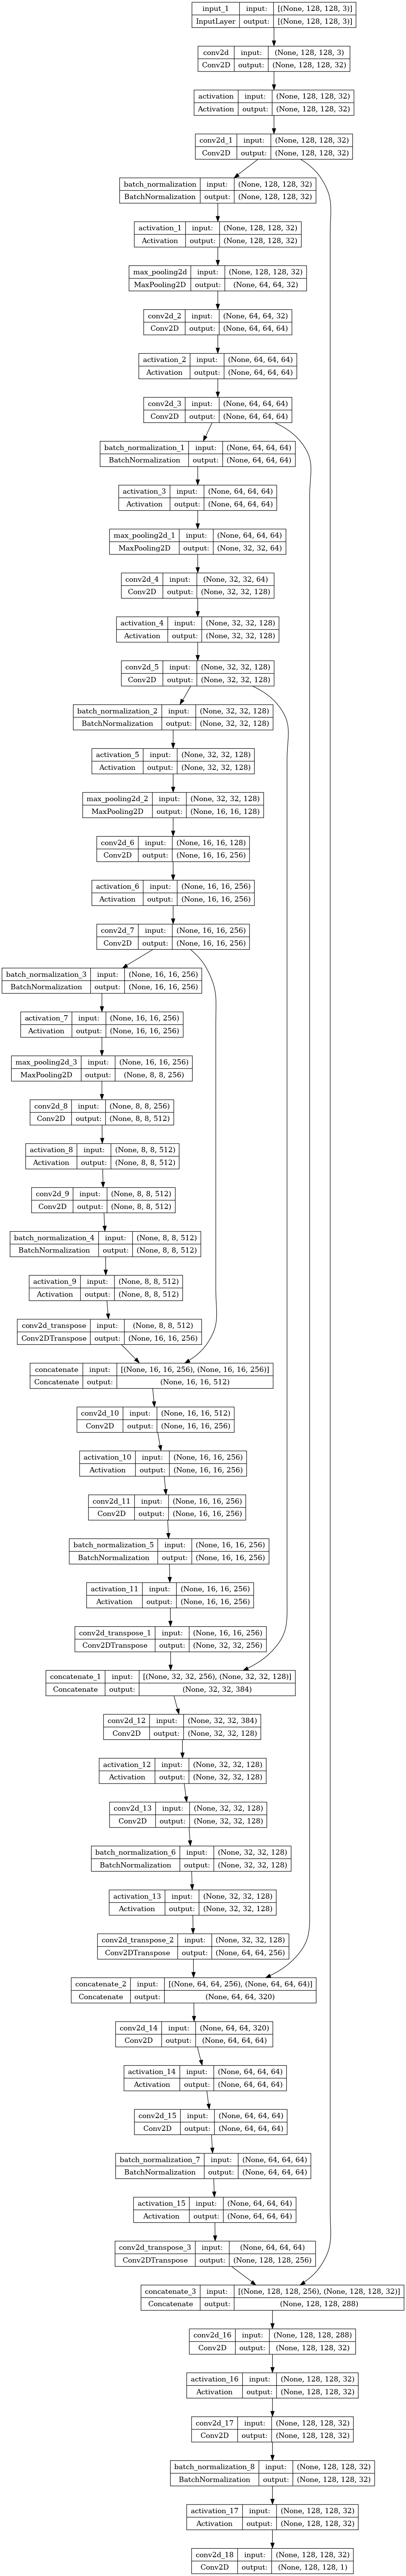 input_1 input: [(None, 128, 128, 3)]
InputLayer output: [(None, 128, 128, 3)]
conv2d input: (None, 128, 128, 3)
Conv2D output: (None, 128, 128, 32)
activation input: (None, 128, 128, 32)
Activation output: (None, 128, 128, 32)
conv2d_1 input: (None, 128, 128, 32)
Conv2D output: (None, 128, 128, 32)
batch_normalization input: (None, 128, 128, 32)
BatchNormalization output: (None, 128, 128, 32)
activation_1 input: (None, 128, 128, 32)
Activation output: (None, 128, 128, 32)
max_pooling2d input: (None, 128, 128, 32)
MaxPooling2D output: (None, 64, 64, 32)
conv2d_2 input: (None, 64, 64, 32)
Conv2D output: (None, 64, 64, 64)
activation_2 input: (None, 64, 64, 64)
Activation output: (None, 64, 64, 64)
conv2d_3 input: (None, 64, 64, 64)
Conv2D output: (None, 64, 64, 64)
batch_normalization_1 input: (None, 64, 64, 64)
BatchNormalization output: (None, 64, 64, 64)
activation_3 input: (None, 64, 64, 64)
Activation output: (None, 64, 64, 64)
max_pooling2d_1 input: (None, 64, 64, 64)
MaxPooling2D output: (None, 32, 32, 64)
conv2d_4 input: (None, 32, 32, 64)
Conv2D output: (None, 32, 32, 128)
activation_4 input: (None, 32, 32, 128)
Activation output: (None, 32, 32, 128)
conv2d_5 input: (None, 32, 32, 128)
Conv2D output: (None, 32, 32, 128)
batch_normalization_2 input: (None, 32, 32, 128)
BatchNormalization output: (None, 32, 32, 128)
activation_5 input: (None, 32, 32, 128)
Activation output: (None, 32, 32, 128)
max_pooling2d_2 input: (None, 32, 32, 128)
MaxPooling2D output: (None, 16, 16, 128)
conv2d_6 input: (None, 16, 16, 128)
Conv2D output: (None, 16, 16, 256)
activation_6 input: (None, 16, 16, 256)
Activation output: (None, 16, 16, 256)
conv2d_7 input: (None, 16, 16, 256)
Conv2D output: (None, 16, 16, 256)
batch_normalization_3 input: (None, 16, 16, 256)
BatchNormalization output: (None, 16, 16, 256)
activation_7 input: (None, 16, 16, 256)
Activation output: (None, 16, 16, 256)
max_pooling2d_3 input: (None, 16, 16, 256)
MaxPooling2D output: (None, 8, 8, 256)
conv2d_8 input: (None, 8, 8, 256)
Conv2D output: (None, 8, 8, 512)
activation_8 input: (None, 8, 8, 512)
Activation output: (None, 8, 8, 512)
conv2d_9 input: (None, 8, 8, 512)
Conv2D output: (None, 8, 8, 512)
batch_normalization_4 input: (None, 8, 8, 512)
BatchNormalization output: (None, 8, 8, 512)
activation_9 input: (None, 8, 8, 512)
Activation output: (None, 8, 8, 512)
conv2d_transpose input: (None, 8, 8, 512)
Conv2DTranspose output: (None, 16, 16, 256)
concatenate input: [(None, 16, 16, 256), (None, 16, 16, 256)]
Concatenate output: (None, 16, 16, 512)
conv2d_10 input: (None, 16, 16, 512)
Conv2D output: (None, 16, 16, 256)
activation_10 input: (None, 16, 16, 256)
Activation output: (None, 16, 16, 256)
conv2d_11 input: (None, 16, 16, 256)
Conv2D output: (None, 16, 16, 256)
batch_normalization_5 input: (None, 16, 16, 256)
BatchNormalization output: (None, 16, 16, 256)
activation_11 input: (None, 16, 16, 256)
Activation output: (None, 16, 16, 256)
conv2d_transpose_1 input: (None, 16, 16, 256)
Conv2DTranspose output: (None, 32, 32, 256)
concatenate_1 input: [(None, 32, 32, 256), (None, 32, 32, 128)]
Concatenate output: (None, 32, 32, 384)
conv2d_12 input: (None, 32, 32, 384)
Conv2D output: (None, 32, 32, 128)
activation_12 input: (None, 32, 32, 128)
Activation output: (None, 32, 32, 128)
conv2d_13 input: (None, 32, 32, 128)
Conv2D output: (None, 32, 32, 128)
batch_normalization_6 input: (None, 32, 32, 128)
BatchNormalization output: (None, 32, 32, 128)
activation_13 input: (None, 32, 32, 128)
Activation output: (None, 32, 32, 128)
conv2d_transpose_2 input: (None, 32, 32, 128)
Conv2DTranspose output: (None, 64, 64, 256)
concatenate_2 input: [(None, 64, 64, 256), (None, 64, 64, 64)]
Concatenate output: (None, 64, 64, 320)
conv2d_14 input: (None, 64, 64, 320)
Conv2D output: (None, 64, 64, 64)
activation_14 input: (None, 64, 64, 64)
Activation output: (None, 64, 64, 64)
conv2d_15 input: (None, 64, 64, 64)
Conv2D output: (None, 64, 64, 64)
batch_normalization_7 input: (None, 64, 64, 64)
BatchNormalization output: (None, 64, 64, 64)
activation_15 input: (None, 64, 64, 64)
Activation output: (None, 64, 64, 64)
conv2d_transpose_3 input: (None, 64, 64, 64)
Conv2DTranspose output: (None, 128, 128, 256)
concatenate_3 input: [(None, 128, 128, 256), (None, 128, 128, 32)]
Concatenate output: (None, 128, 128, 288)
conv2d_16 input: (None, 128, 128, 288)
Conv2D output: (None, 128, 128, 32)
activation_16 input: (None, 128, 128, 32)
Activation output: (None, 128, 128, 32)
conv2d_17 input: (None, 128, 128, 32)
Conv2D output: (None, 128, 128, 32)
batch_normalization_8 input: (None, 128, 128, 32)
BatchNormalization output: (None, 128, 128, 32)
activation_17 input: (None, 128, 128, 32)
Activation output: (None, 128, 128, 32)
conv2d_18 input: (None, 128, 128, 32)
Conv2D output: (None, 128, 128, 1)